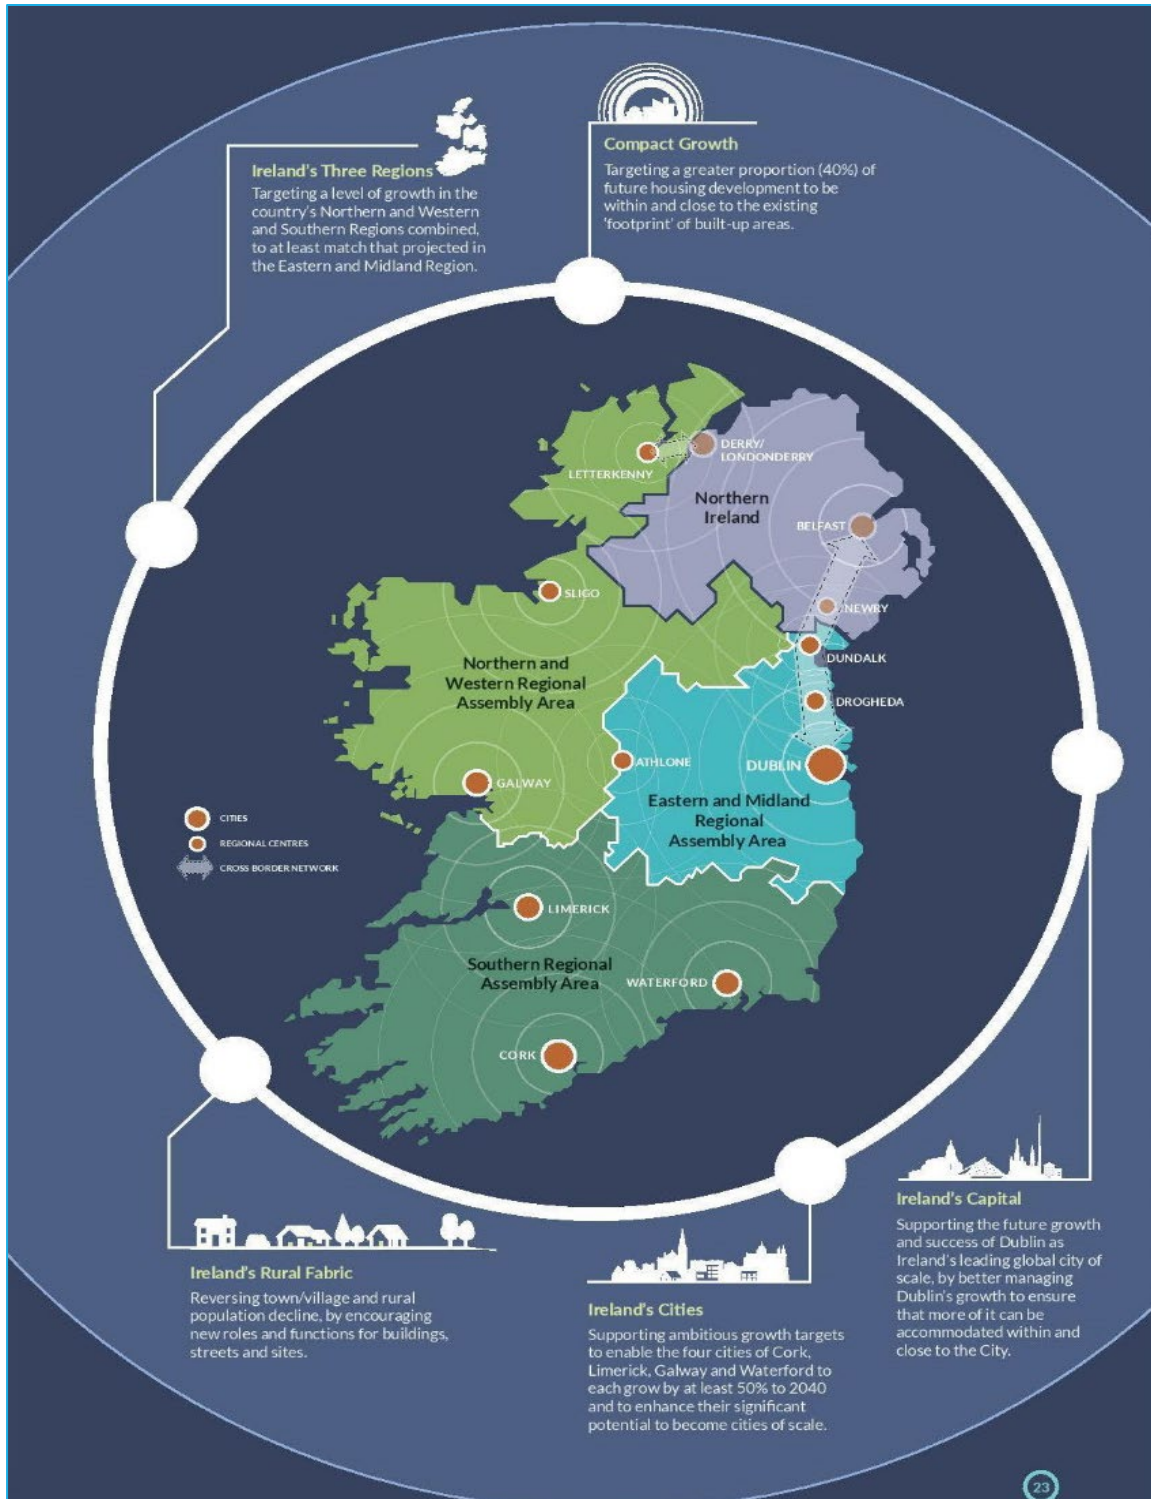 Ireland's Three Regions
Targeting a level of growth in the
country's Northern and Western
and Southern Regions combined,
to at least match that projected in
the Eastern and Midland Region.
Compact Growth
Targeting a greater proportion (40%) of
future housing development to be
within and close to the existing
'footprint' of built-up areas.
LETTERKENNY
DERRY/
LONDONDERRY
Northern
Ireland
BELFAST
SLIGO
NEWRY
DUNDALK
Northern and
Western Regional
Assembly Area
DROGHEDA
ATHLONE
DUBLIN
GALWAY
Eastern and Midland
Regional
Assembly Area
CITIES
REGIONAL CENTRES
CROSS BORDER NETWORK
LIMERICK
Southern Regional
Assembly Area
WATERFORD
CORK
Ireland's Rural Fabric
Reversing town/village and rural
population decline, by encouraging
new roles and functions for buildings,
streets and sites.
Ireland's Cities
Supporting ambitious growth targets
to enable the four cities of Cork,
Limerick, Galway and Waterford to
each grow by at least 50% to 2040
and to enhance their significant
potential to become cities of scale.
Ireland's Capital
Supporting the future growth
and success of Dublin as
Ireland's leading global city of
scale, by better managing
Dublin's growth to ensure
that more of it can be
accommodated within and
close to the City.
23